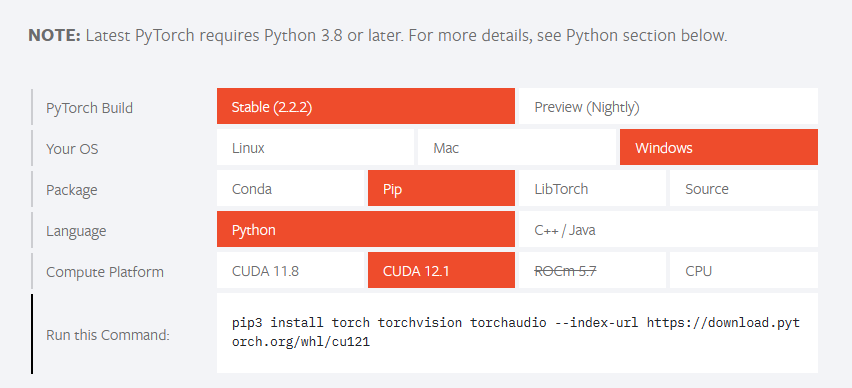 NOTE: Latest PyTorch requires Python 3.8 or later. For more details, see Python section below.
PyTorch Build Stable (2.2.2) Preview (Nightly)
Your OS Linux Mac Windows
Package Conda Pip LibTorch Source
Language Python C++ / Java
Compute Platform CUDA 11.8 CUDA 12.1 ROCm 5.7 CPU
Run this Command:
pip3 install torch torchvision torchaudio --index-url https://download.pyt
orch.org/whl/cu121